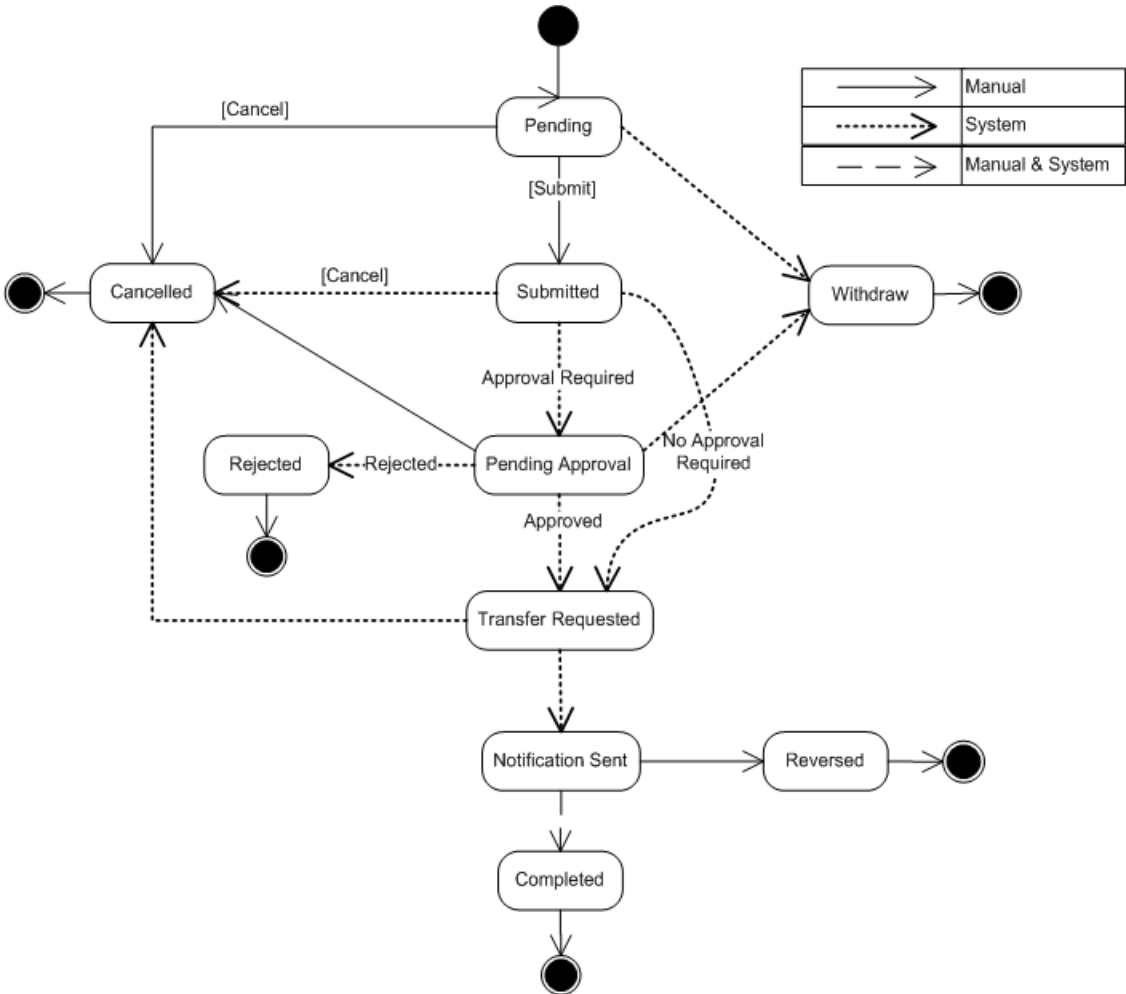 Manual
[Cancel]
Pending
System
Manual & System
[Submit]
[Cancel]
Cancelled
Submitted
Withdraw
Approval Required
No Approval
Required
Rejected
Rejected
Pending Approval
Approved
Transfer Requested
Notification Sent
Reversed
Completed